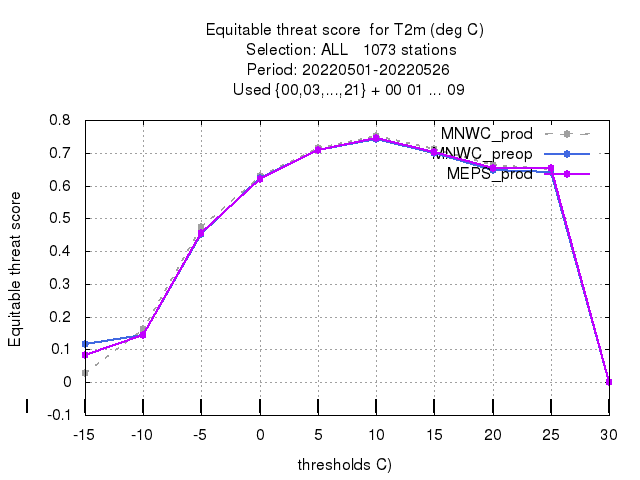 Equitable threat score  for T2m (deg C)
Selection: ALL   1073 stations
Period: 20220501-20220526
Used {00,03,...,21} + 00 01 ... 09
Equitable threat score
0.8
0.7
0.6
0.5
0.4
0.3
0.2
0.1
0
-0.1
MNWC_prod
MNWC_preop
MEPS_prod
-15 -10 -5 0 5 10 15 20 25 30
thresholds C)